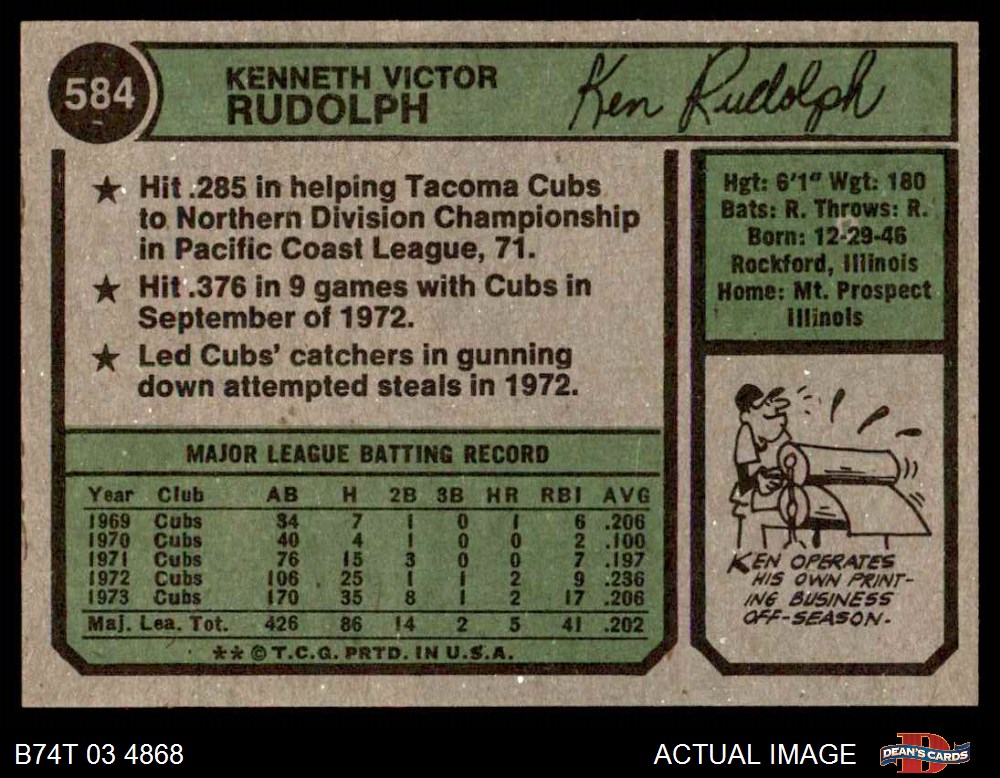 584
KENNETH VICTOR
RUDOLPH
Ken Rudolph
★ Hit .285 in helping Tacoma Cubs
to Northern Division Championship
in Pacific Coast League, 71.
★ Hit .376 in 9 games with Cubs in
September of 1972.
★ Led Cubs' catchers in gunning
down attempted steals in 1972.
Hgt: 6'1" Wgt: 180
Bats: R. Throws: R.
Born: 12-29-46
Rockford, Illinois
Home: Mt. Prospect
Illinois
MAJOR LEAGUE BATTING RECORD
Year Club AB H 2B 3B HR RBI AVG
1969 Cubs 34 7 1 0 1 6 .206
1970 Cubs 40 4 1 0 0 2 .100
1971 Cubs 76 15 3 0 0 7 .197
1972 Cubs 106 25 1 1 2 9 .236
1973 Cubs 170 35 8 1 2 17 .206
Maj. Lea. Tot. 426 86 14 2 5 41 .202
** © T.C.G. PRTD. IN U.S.A.
KEN OPERATES
HIS OWN PRINT-
ING BUSINESS
OFF-SEASON.
B74T 03 4868
ACTUAL IMAGE
D
DEAN'S CARDS